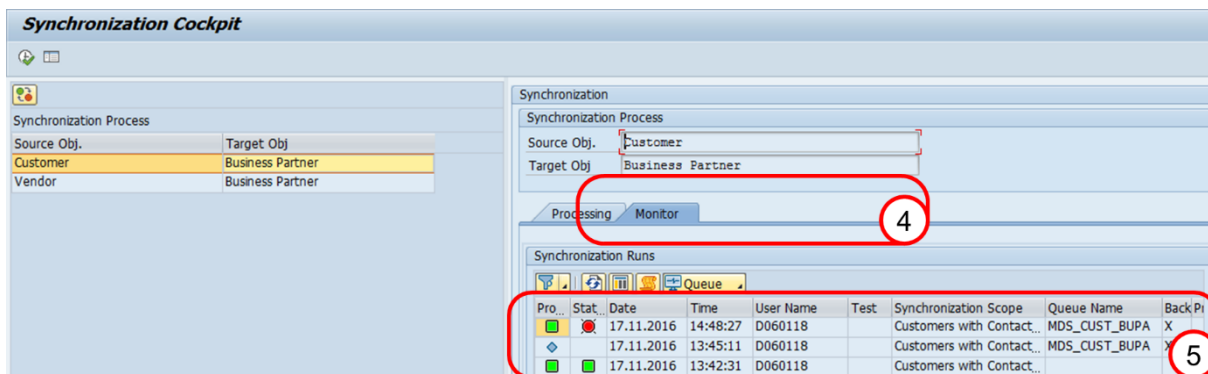 Synchronization Cockpit
Synchronization Process
Source Obj. Target Obj
Customer Business Partner
Vendor Business Partner
Synchronization
Synchronization Process
Source Obj. Customer
Target Obj Business Partner
Processing Monitor
4
Synchronization Runs
Queue
Pro... Stat... Date Time User Name Test Synchronization Scope Queue Name Back Pr
17.11.2016 14:48:27 D060118 Customers with Contact... MDS_CUST_BUPA X
17.11.2016 13:45:11 D060118 Customers with Contact... MDS_CUST_BUPA X
17.11.2016 13:42:31 D060118 Customers with Contact...
5